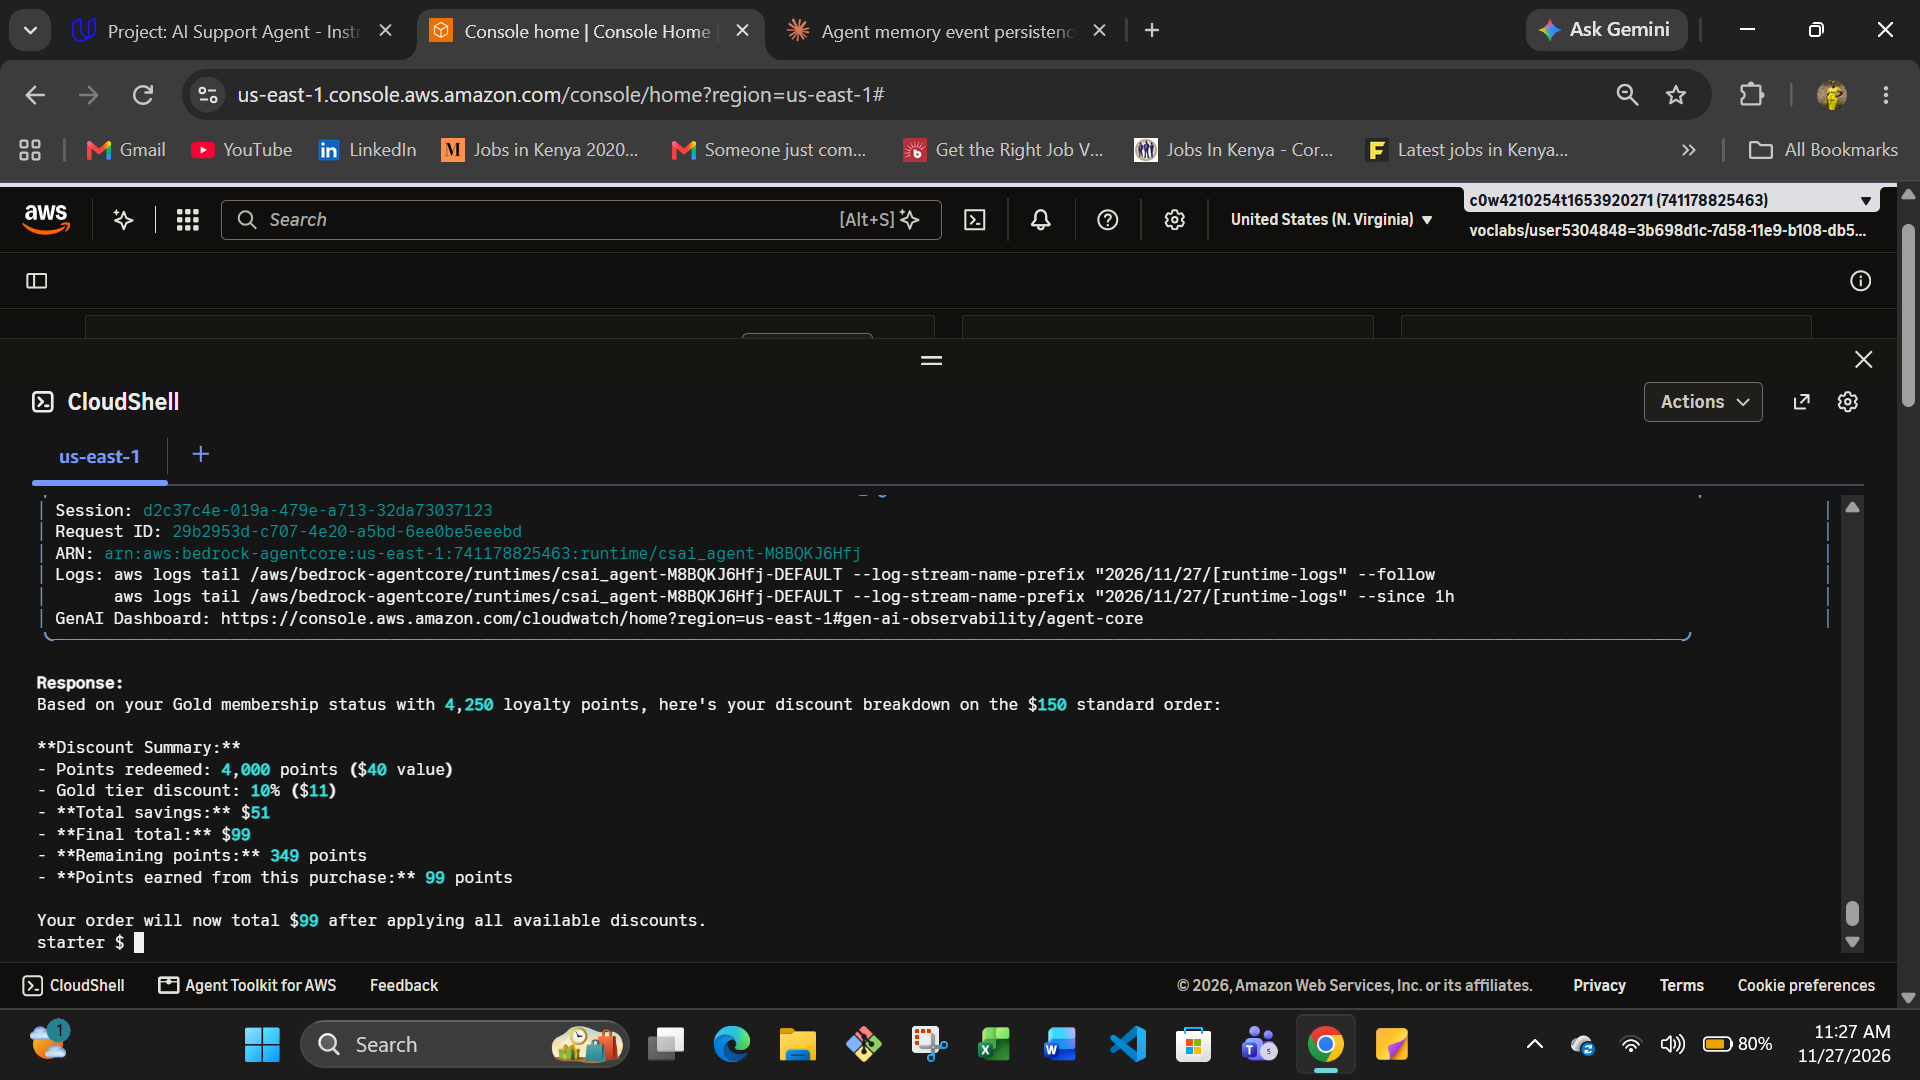 Project: AI Support Agent - Instr
Console home | Console Home
Agent memory event persistenc
Ask Gemini
us-east-1.console.aws.amazon.com/console/home?region=us-east-1#
Gmail
YouTube
LinkedIn
Jobs in Kenya 2020...
Someone just com...
Get the Right Job V...
Jobs In Kenya - Cor...
Latest jobs in Kenya...
All Bookmarks
aws
Search
[Alt+S]
United States (N. Virginia)
c0w4210254t1653920271 (741178825463)
voclabs/user5304848=3b698d1c-7d58-11e9-b108-db5...
CloudShell
Actions
us-east-1
Session: d2c37c4e-019a-479e-a713-32da73037123
Request ID: 29b2953d-c707-4e20-a5bd-6ee0be5eeebd
ARN: arn:aws:bedrock-agentcore:us-east-1:741178825463:runtime/csai_agent-M8BQKJ6Hfj
Logs: aws logs tail /aws/bedrock-agentcore/runtimes/csai_agent-M8BQKJ6Hfj-DEFAULT --log-stream-name-prefix "2026/11/27/[runtime-logs" --follow
aws logs tail /aws/bedrock-agentcore/runtimes/csai_agent-M8BQKJ6Hfj-DEFAULT --log-stream-name-prefix "2026/11/27/[runtime-logs" --since 1h
GenAI Dashboard: https://console.aws.amazon.com/cloudwatch/home?region=us-east-1#gen-ai-observability/agent-core
Response:
Based on your Gold membership status with 4,250 loyalty points, here's your discount breakdown on the $150 standard order:
**Discount Summary:**
- Points redeemed: 4,000 points ($40 value)
- Gold tier discount: 10% ($11)
- **Total savings:** $51
- **Final total:** $99
- **Remaining points:** 349 points
- **Points earned from this purchase:** 99 points
Your order will now total $99 after applying all available discounts.
starter $
CloudShell
Agent Toolkit for AWS
Feedback
© 2026, Amazon Web Services, Inc. or its affiliates.
Privacy
Terms
Cookie preferences
1
Search
80%
11:27 AM
11/27/2026